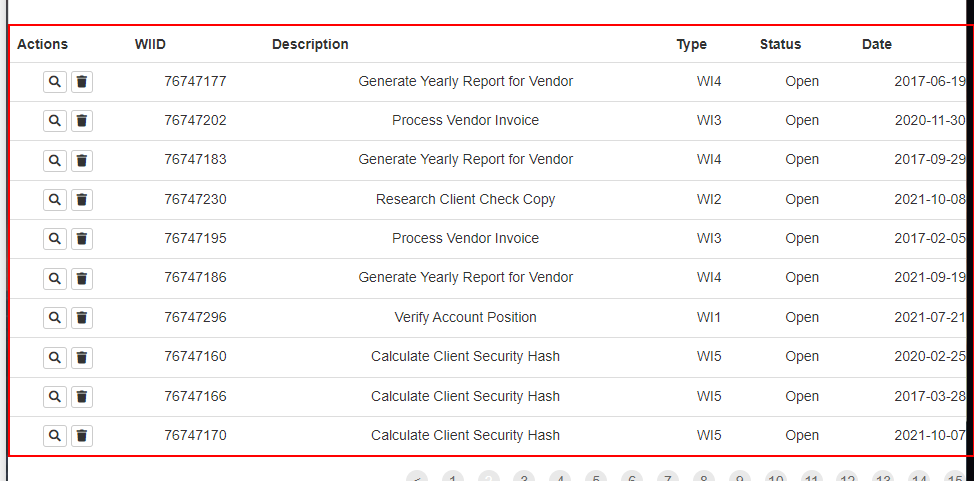 Actions WIID Description Type Status Date
76747177 Generate Yearly Report for Vendor WI4 Open 2017-06-19
76747202 Process Vendor Invoice WI3 Open 2020-11-30
76747183 Generate Yearly Report for Vendor WI4 Open 2017-09-29
76747230 Research Client Check Copy WI2 Open 2021-10-08
76747195 Process Vendor Invoice WI3 Open 2017-02-05
76747186 Generate Yearly Report for Vendor WI4 Open 2021-09-19
76747296 Verify Account Position WI1 Open 2021-07-21
76747160 Calculate Client Security Hash WI5 Open 2020-02-25
76747166 Calculate Client Security Hash WI5 Open 2017-03-28
76747170 Calculate Client Security Hash WI5 Open 2021-10-07
< 1 2 3 4 5 6 7 8 9 10 11 12 13 14 15